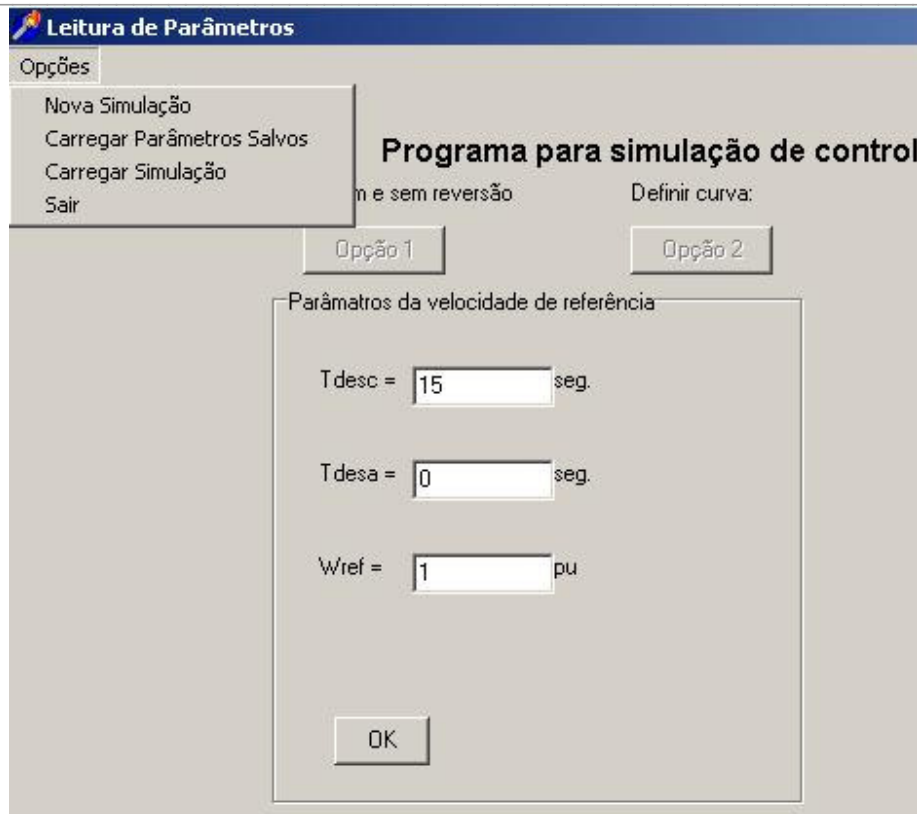 Leitura de Parâmetros
Opções
Nova Simulação
Carregar Parâmetros Salvos
Carregar Simulação
Sair
Programa para simulação de control
e sem reversão
Definir curva:
Opção 1
Opção 2
Parâmatros da velocidade de referência
Tdesc = 15 seg.
Tdesa = 0 seg.
Wref = 1 pu
OK